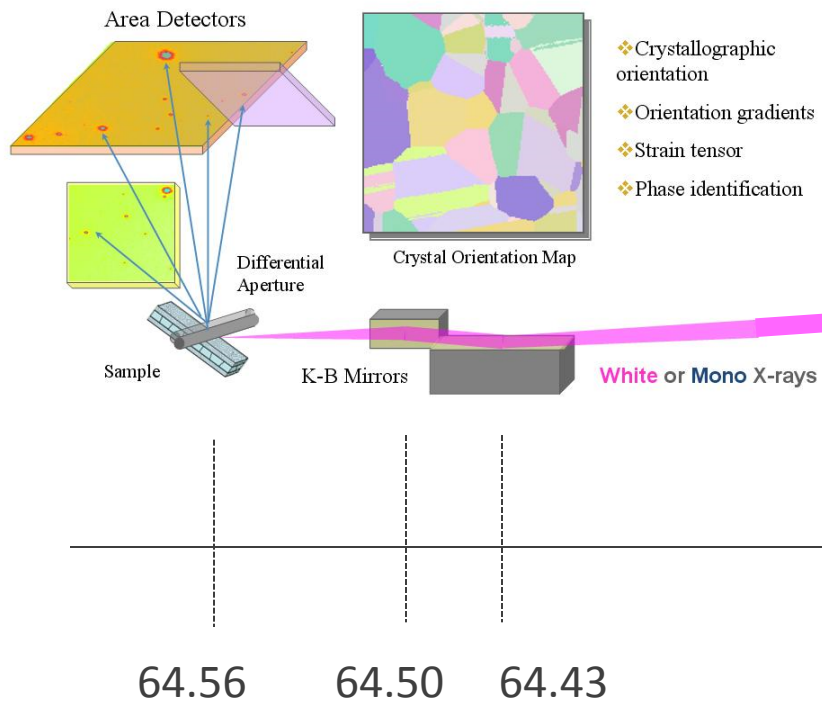 Area Detectors
❖Crystallographic
orientation
❖Orientation gradients
❖Strain tensor
❖Phase identification
Crystal Orientation Map
Differential
Aperture
Sample
K-B Mirrors
White or Mono X-rays
64.56 64.50 64.43